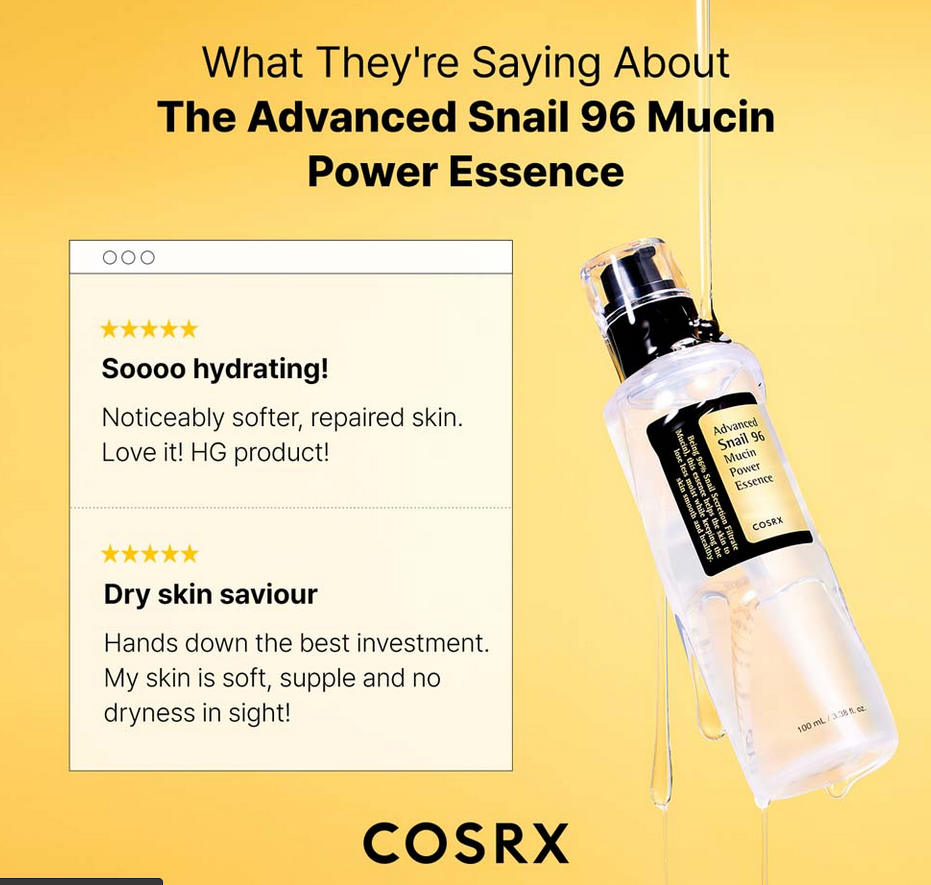 What They're Saying About
The Advanced Snail 96 Mucin
Power Essence
★★★★★
Soooo hydrating!
Noticeably softer, repaired skin.
Love it! HG product!
★★★★★
Dry skin saviour
Hands down the best investment.
My skin is soft, supple and no
dryness in sight!
Advanced
Snail 96
Mucin
Power
Essence
COSRX
Being 96% Snail Secretion Filtrate
Mucin), this essence helps the skin to
lose less moist while keeping the
skin smooth and healthy.
100 mL / 3.38 fl. oz.
COSRX